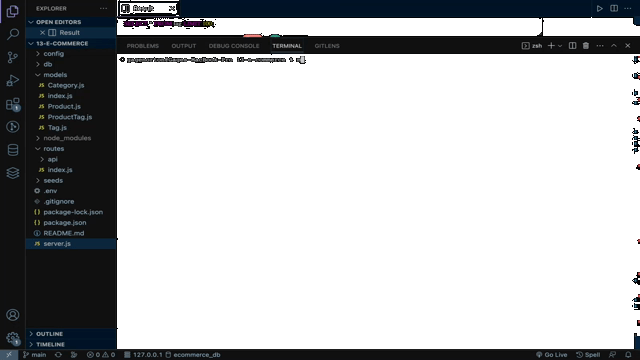 EXPLORER
Result
OPEN EDITORS
Result
13-E-COMMERCE
config
db
models
JS Category.js
JS index.js
JS Product.js
JS ProductTag.js
JS Tag.js
node_modules
routes
api
JS index.js
seeds
.env
.gitignore
{} package-lock.json
{} package.json
README.md
JS server.js
OUTLINE
TIMELINE
PROBLEMS OUTPUT DEBUG CONSOLE TERMINAL GITLENS
zsh
13-e-commerce
main 0 0 127.0.0.1 ecommerce_db Go Live Spell